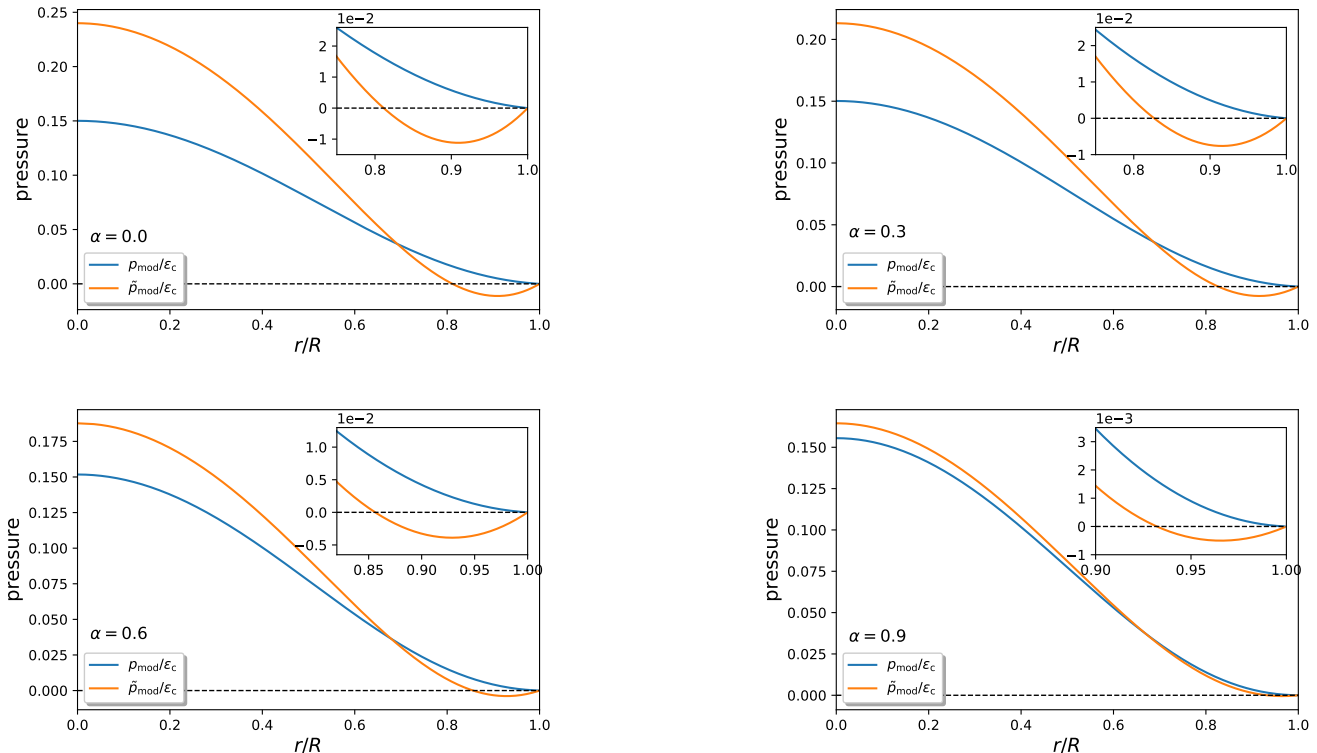 pressure
0.25
0.20
0.15
0.10
0.05
0.00
0.0 0.2 0.4 0.6 0.8 1.0
r/R
α = 0.0
p_mod/ε_c
p̃_mod/ε_c
1e−2
2
1
0
−1
0.8 0.9 1.0
pressure
0.20
0.15
0.10
0.05
0.00
0.0 0.2 0.4 0.6 0.8 1.0
r/R
α = 0.3
p_mod/ε_c
p̃_mod/ε_c
1e−2
2
1
0
−1
0.8 0.9 1.0
pressure
0.175
0.150
0.125
0.100
0.075
0.050
0.025
0.000
0.0 0.2 0.4 0.6 0.8 1.0
r/R
α = 0.6
p_mod/ε_c
p̃_mod/ε_c
1e−2
1.0
0.5
0.0
−0.5
0.85 0.90 0.95 1.00
pressure
0.150
0.125
0.100
0.075
0.050
0.025
0.000
0.0 0.2 0.4 0.6 0.8 1.0
r/R
α = 0.9
p_mod/ε_c
p̃_mod/ε_c
1e−3
3
2
1
0
−1
0.90 0.95 1.00